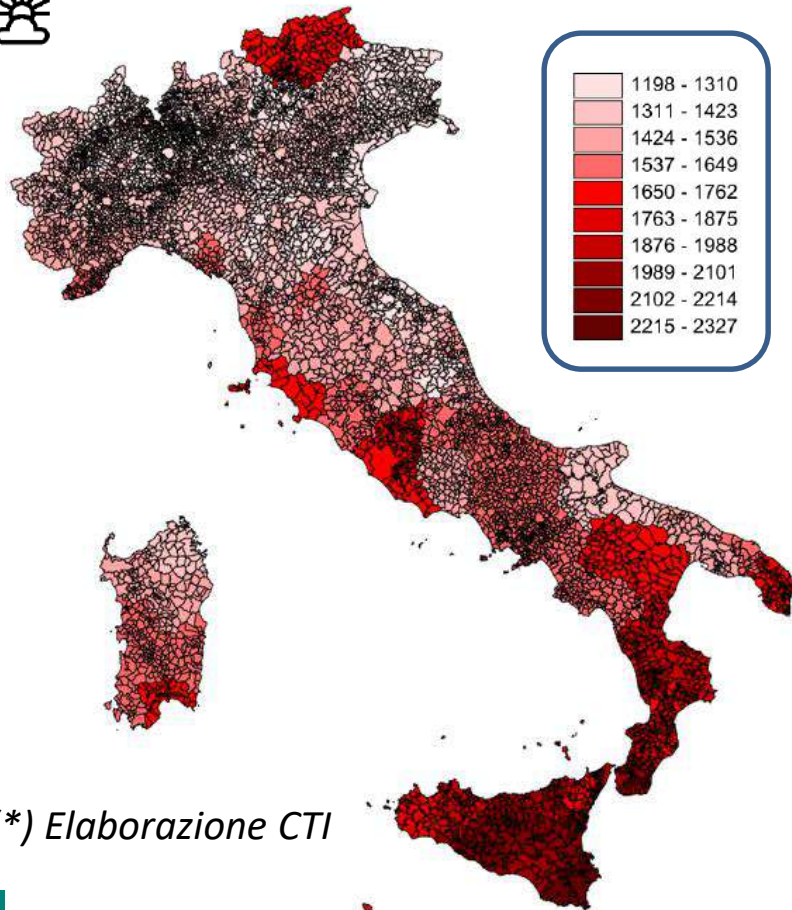 1198 - 1310
1311 - 1423
1424 - 1536
1537 - 1649
1650 - 1762
1763 - 1875
1876 - 1988
1989 - 2101
2102 - 2214
2215 - 2327
(*) Elaborazione CTI